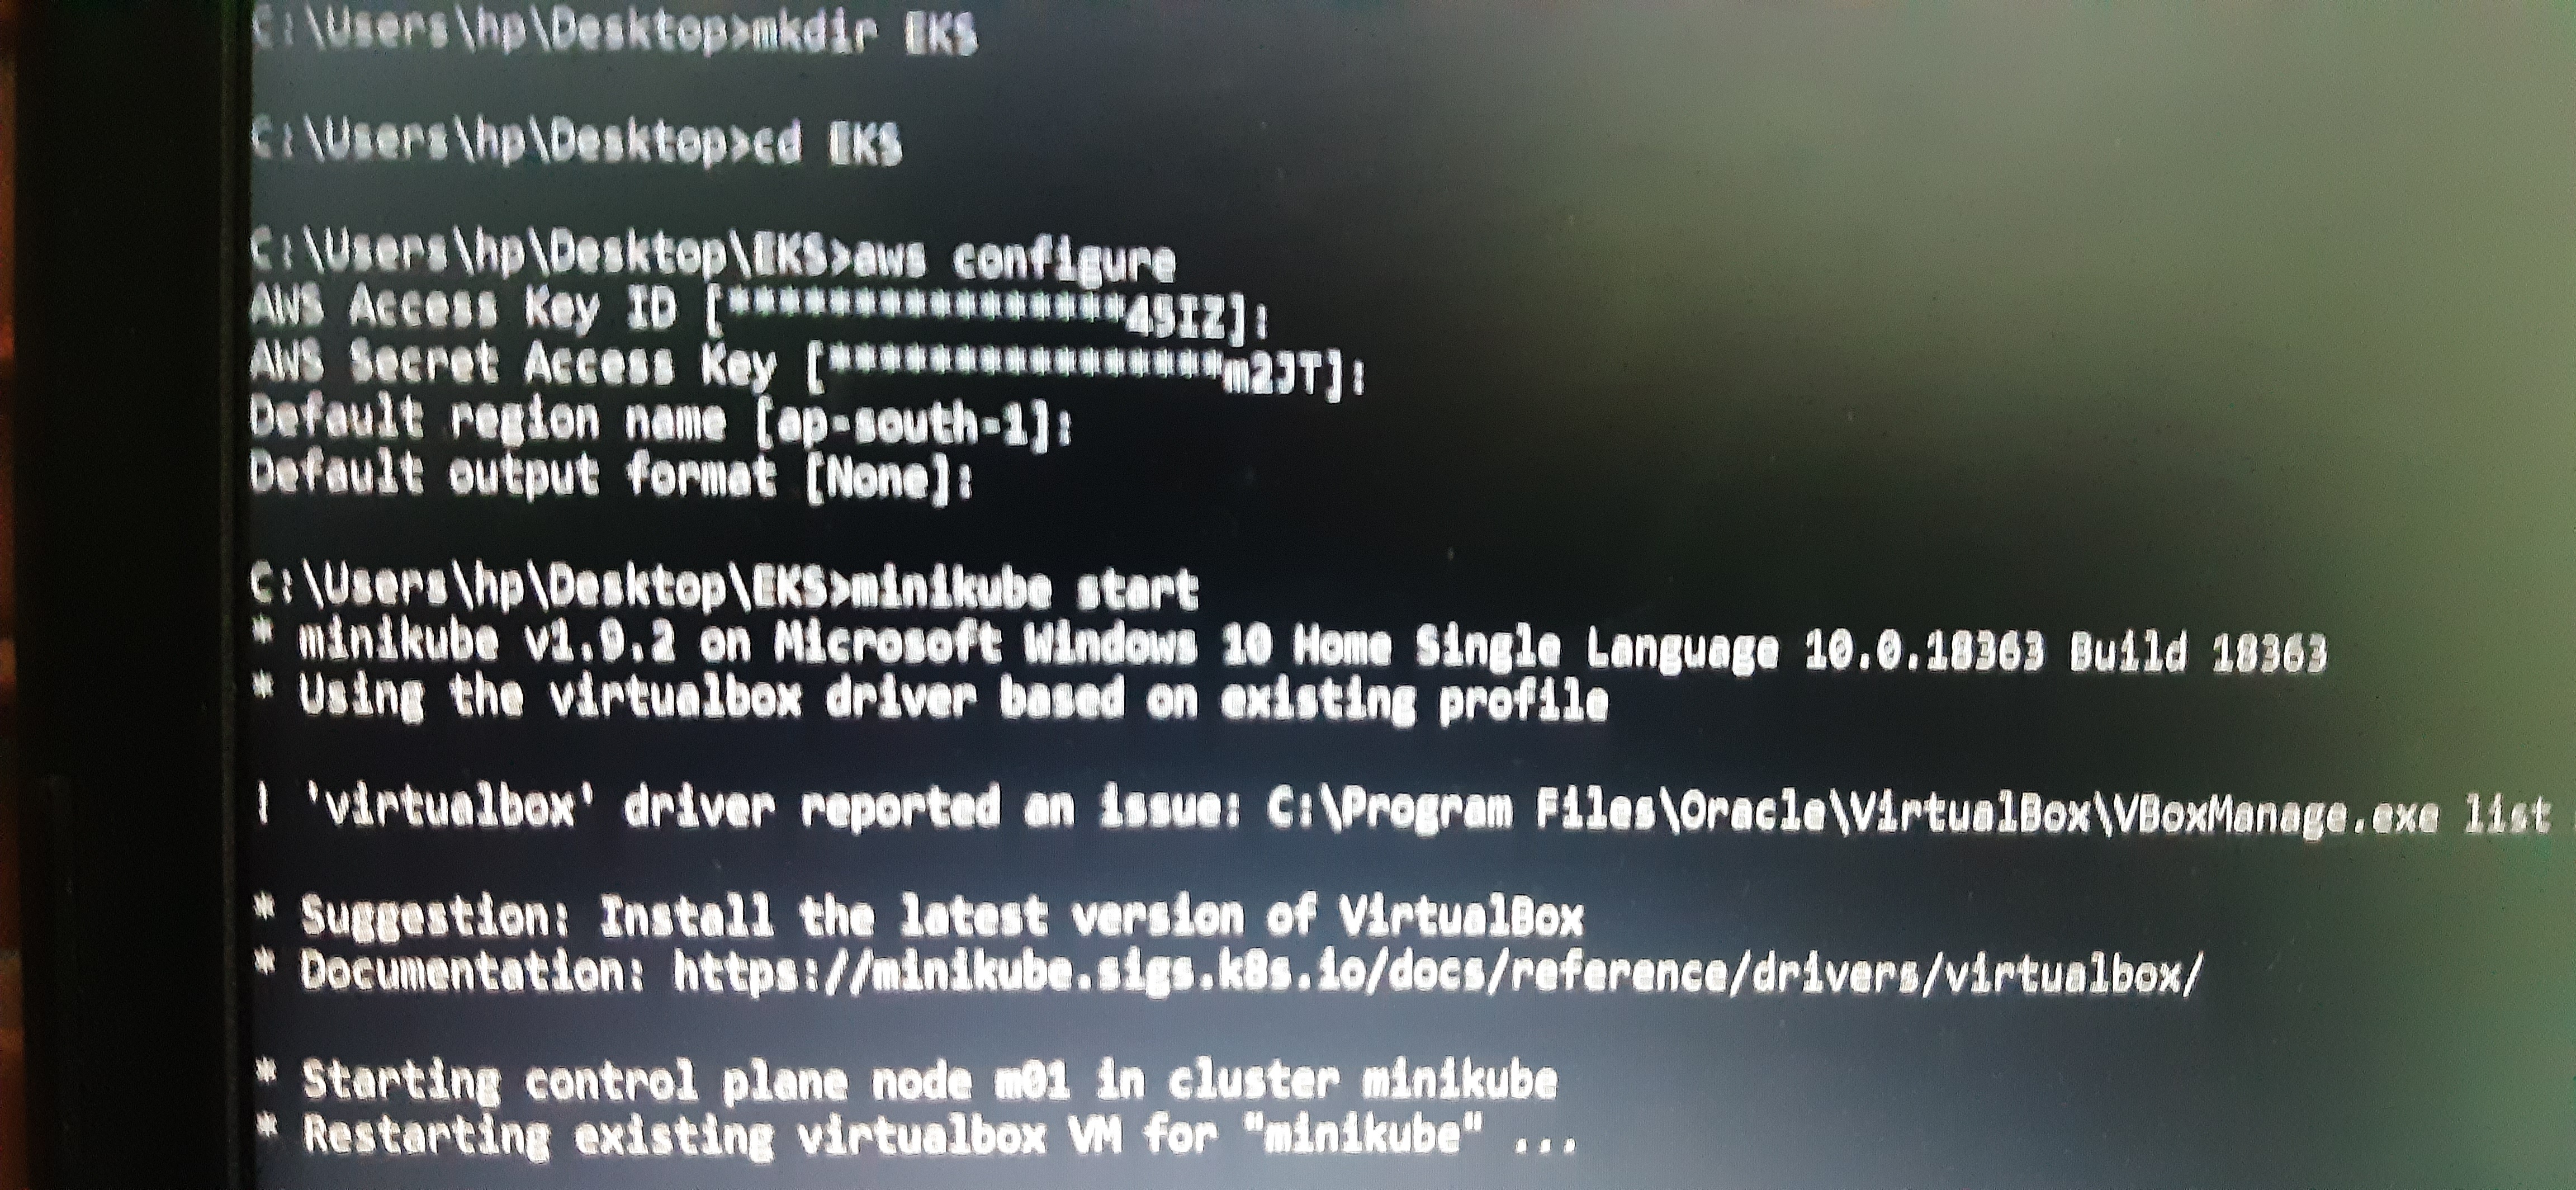 C:\Users\hp\Desktop>mkdir EKS
C:\Users\hp\Desktop>cd EKS
C:\Users\hp\Desktop\EKS>aws configure
AWS Access Key ID [****************45IZ]:
AWS Secret Access Key [****************m2JT]:
Default region name [ap-south-1]:
Default output format [None]:
C:\Users\hp\Desktop\EKS>minikube start
* minikube v1.9.2 on Microsoft Windows 10 Home Single Language 10.0.18363 Build 18363
* Using the virtualbox driver based on existing profile
! 'virtualbox' driver reported an issue: C:\Program Files\Oracle\VirtualBox\VBoxManage.exe list
* Suggestion: Install the latest version of VirtualBox
* Documentation: https://minikube.sigs.k8s.io/docs/reference/drivers/virtualbox/
* Starting control plane node m01 in cluster minikube
* Restarting existing virtualbox VM for "minikube" ...